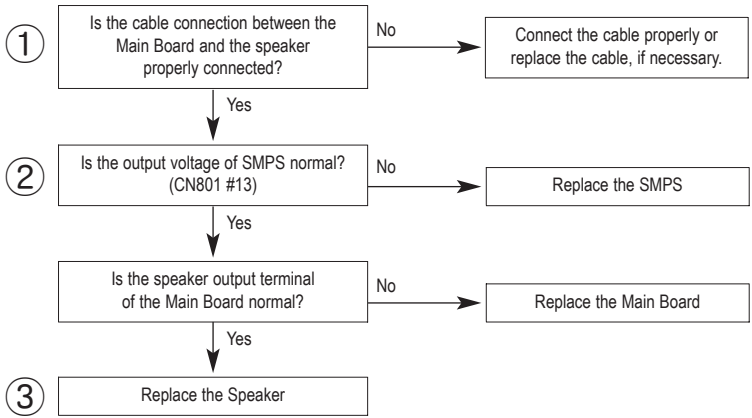 ①
Is the cable connection between the
Main Board and the speaker
properly connected?
No
Connect the cable properly or
replace the cable, if necessary.
Yes
②
Is the output voltage of SMPS normal?
(CN801 #13)
No
Replace the SMPS
Yes
Is the speaker output terminal
of the Main Board normal?
No
Replace the Main Board
Yes
③
Replace the Speaker